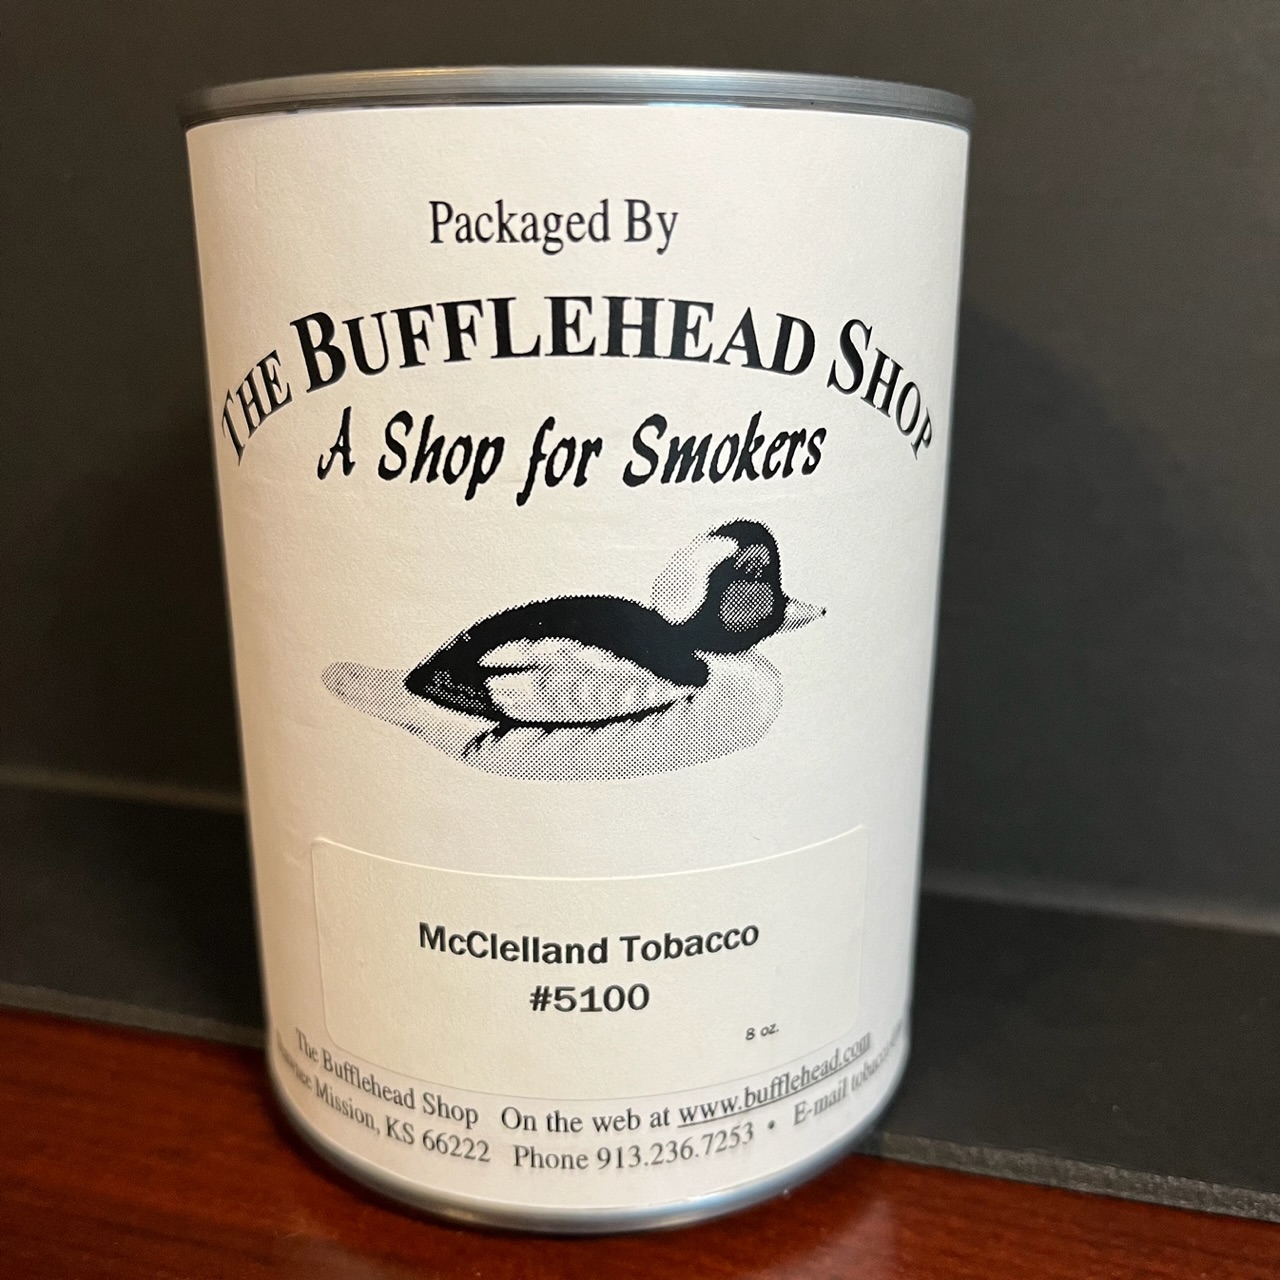 Packaged By
THE BUFFLEHEAD SHOP
A Shop for Smokers
McClelland Tobacco
#5100
8 oz.
The Bufflehead Shop On the web at www.bufflehead.com
Mission, KS 66222 Phone 913.236.7253 • E-mail